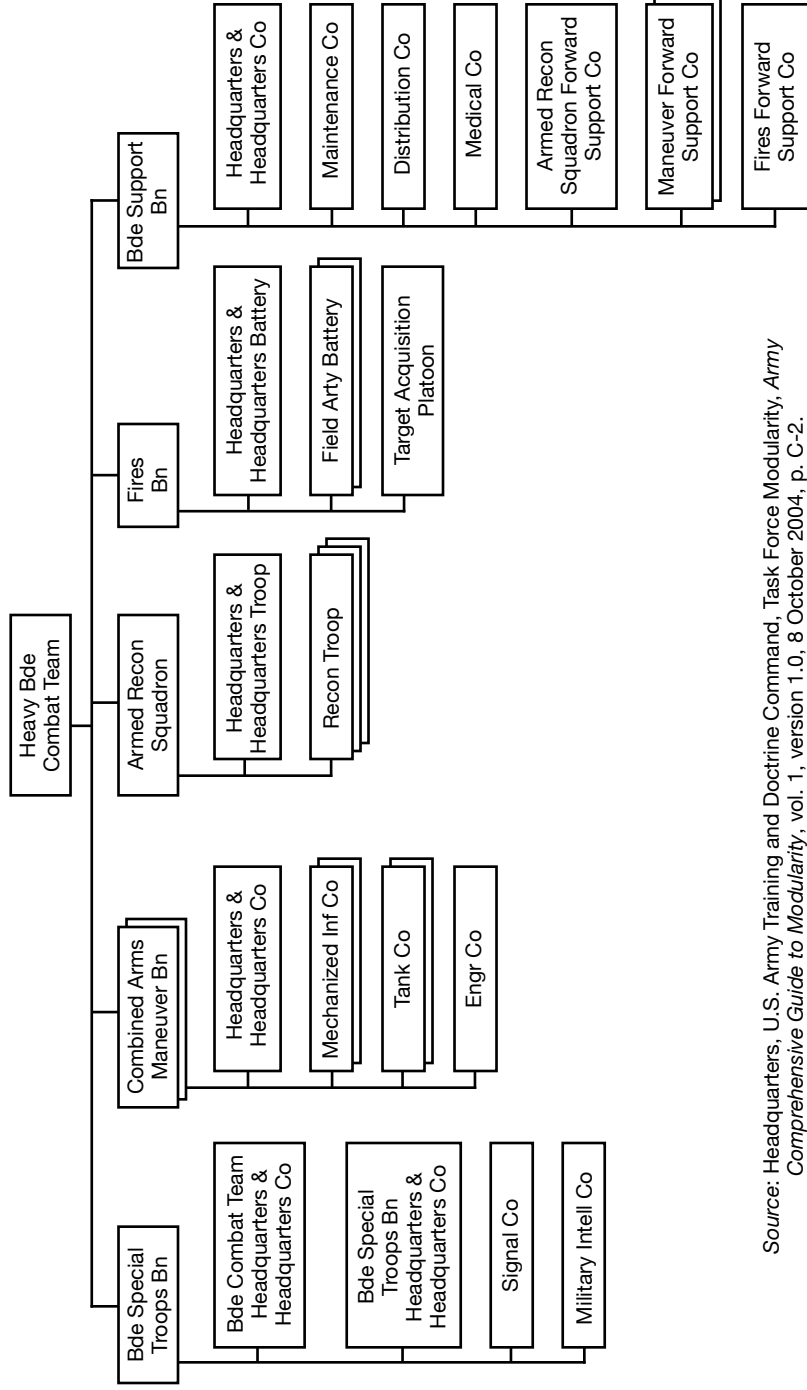 Heavy Bde
Combat Team
Bde Special
Troops Bn
Bde Combat Team
Headquarters &
Headquarters Co
Bde Special
Troops Bn
Headquarters &
Headquarters Co
Signal Co
Military Intell Co
Combined Arms
Maneuver Bn
Headquarters &
Headquarters Co
Mechanized Inf Co
Tank Co
Engr Co
Armed Recon
Squadron
Headquarters &
Headquarters Troop
Recon Troop
Fires
Bn
Headquarters &
Headquarters Battery
Field Arty Battery
Target Acquisition
Platoon
Bde Support
Bn
Headquarters &
Headquarters Co
Maintenance Co
Distribution Co
Medical Co
Armed Recon
Squadron Forward
Support Co
Maneuver Forward
Support Co
Fires Forward
Support Co
Source: Headquarters, U.S. Army Training and Doctrine Command, Task Force Modularity, Army
Comprehensive Guide to Modularity, vol. 1, version 1.0, 8 October 2004, p. C-2.